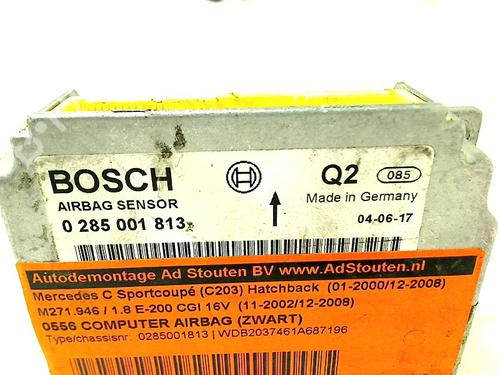 BOSCH
AIRBAG SENSOR
0 285 001 813
Q2 085
Made in Germany
04-06-17
Autodemontage Ad Stouten BV www.AdStouten.nl
Mercedes C Sportcoupé (C203) Hatchback (01-2000/12-2008)
M271.946 / 1.8 E-200 CGI 16V (11-2002/12-2008)
0556 COMPUTER AIRBAG (ZWART)
Type/chassisnr: 0285001813 | WDB2037461A687196